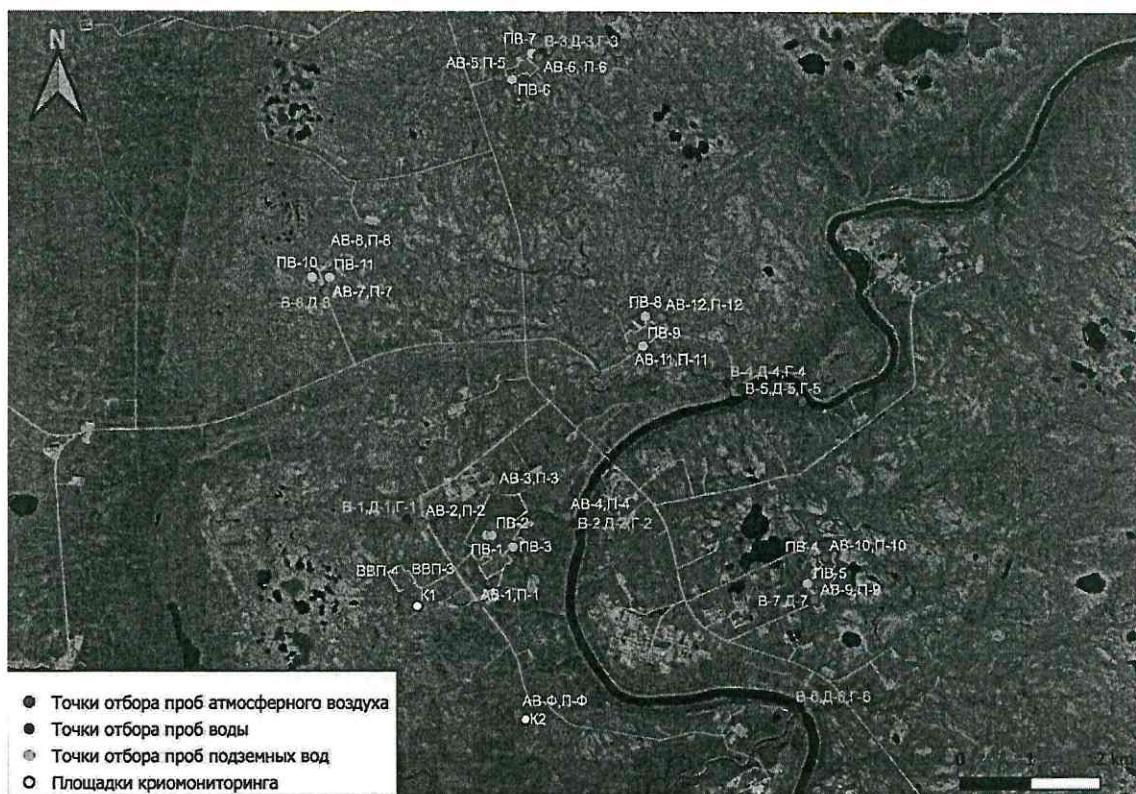 N
ПВ-7
В-3,Д-3,Г-3
АВ-5,П-5
АВ-6, П-6
ПВ-6
АВ-8,П-8
ПВ-10
ПВ-11
АВ-7,П-7
ПВ-8
АВ-12,П-12
ПВ-9
АВ-11,П-11
В-4,Д-4,Г-4
В-5,Д-5,Г-5
АВ-3,П-3
В-1,Д-1,Г-1
АВ-2,П-2
АВ-4,П-4
В-2,Д-2,Г-2
ПВ-2
ПВ-1
ПВ-3
ПВ-4
АВ-10,П-10
ВВП-4
ВВП-3
ПВ-5
К1
АВ-1,П-1
АВ-9,П-9
В-7,Д-7
АВ-Ф,П-Ф
К2
В-6,Д-6,Г-6
Точки отбора проб атмосферного воздуха
Точки отбора проб воды
Точки отбора проб подземных вод
Площадки криомониторинга
0 1 2 km